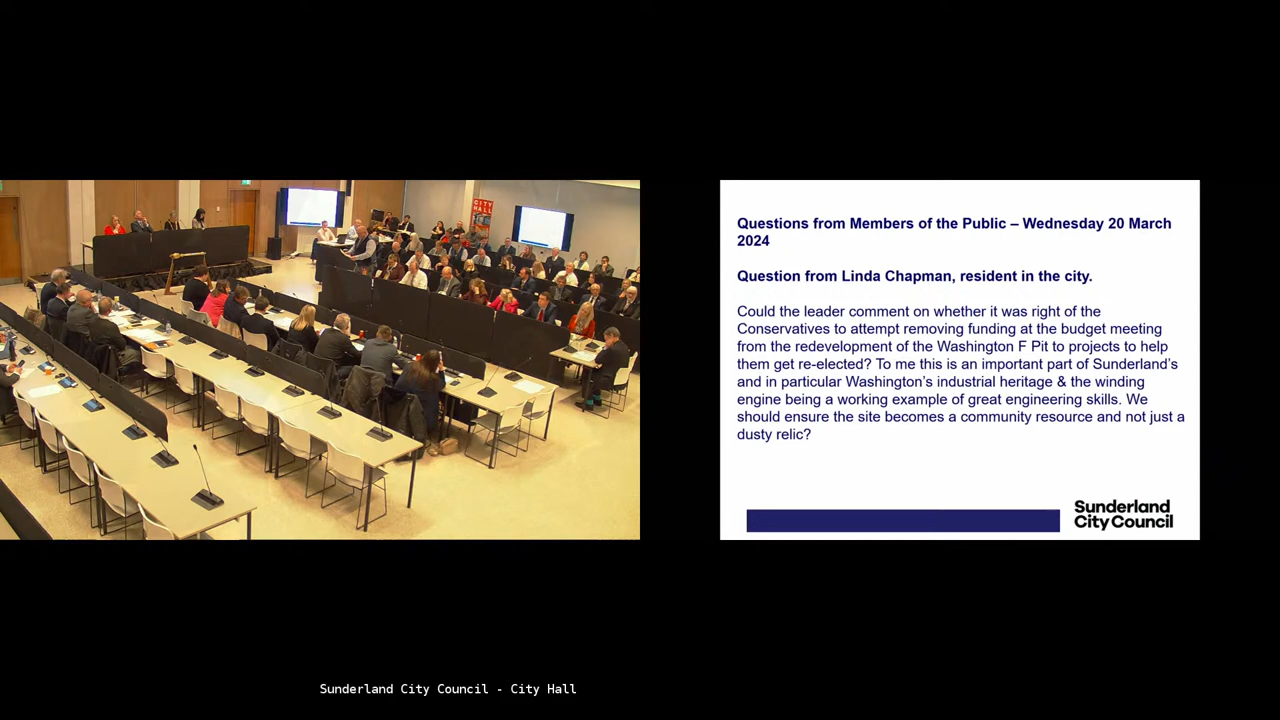 CITY
HALL
Questions from Members of the Public – Wednesday 20 March
2024
Question from Linda Chapman, resident in the city.
Could the leader comment on whether it was right of the
Conservatives to attempt removing funding at the budget meeting
from the redevelopment of the Washington F Pit to projects to help
them get re-elected? To me this is an important part of Sunderland's
and in particular Washington's industrial heritage & the winding
engine being a working example of great engineering skills. We
should ensure the site becomes a community resource and not just a
dusty relic?
Sunderland
City Council
Sunderland City Council - City Hall